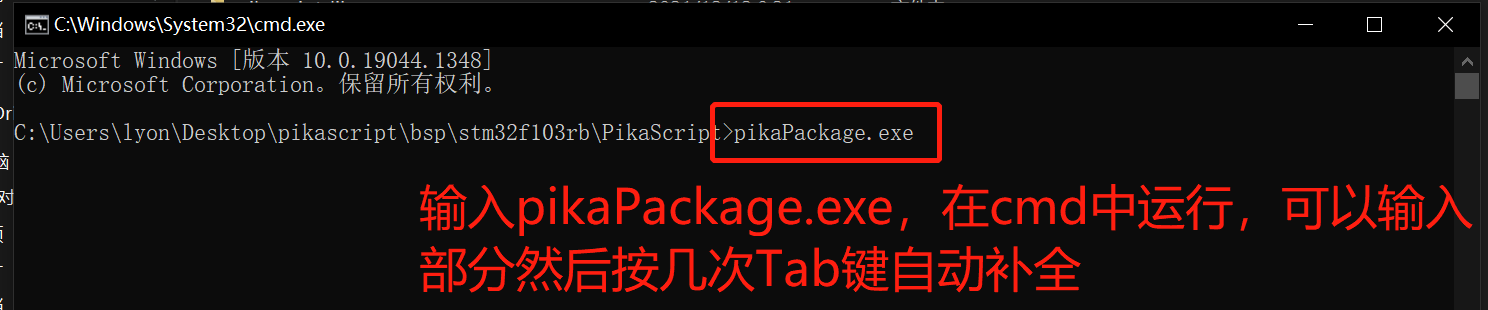 C:\Windows\System32\cmd.exe
Microsoft Windows [版本 10.0.19044.1348]
(c) Microsoft Corporation。保留所有权利。
C:\Users\lyon\Desktop\pikascript\bsp\stm32f103rb\PikaScript>pikaPackage.exe
输入pikaPackage.exe，在cmd中运行，可以输入
部分然后按几次Tab键自动补全